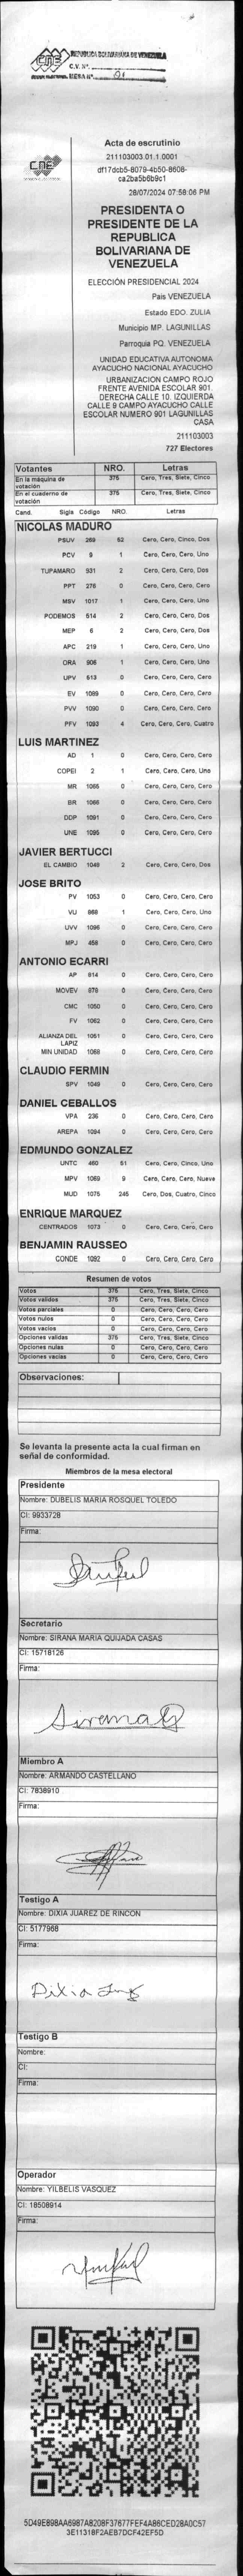 REPUBLICA BOLIVARIANA DE VENEZUELA
CNE
C.V. Nº
MESA Nº 01
CNE
Acta de escrutinio
211103003.01.1.0001
df17dcb5-8079-4b50-8608-
ca2ba5b6b9c1
28/07/2024 07:58:06 PM
PRESIDENTA O
PRESIDENTE DE LA
REPUBLICA
BOLIVARIANA DE
VENEZUELA
ELECCIÓN PRESIDENCIAL 2024
Pais VENEZUELA
Estado EDO. ZULIA
Municipio MP. LAGUNILLAS
Parroquia PQ. VENEZUELA
UNIDAD EDUCATIVA AUTONOMA
AYACUCHO NACIONAL AYACUCHO
URBANIZACION CAMPO ROJO
FRENTE AVENIDA ESCOLAR 901.
DERECHA CALLE 10. IZQUIERDA
CALLE 9 CAMPO AYACUCHO CALLE
ESCOLAR NUMERO 901 LAGUNILLAS
CASA
211103003
727 Electores
Votantes NRO. Letras
En la máquina de votación 375 Cero, Tres, Siete, Cinco
En el cuaderno de votación 375 Cero, Tres, Siete, Cinco
Cand. Sigla Código NRO. Letras
NICOLAS MADURO
PSUV 269 52 Cero, Cero, Cinco, Dos
PCV 9 1 Cero, Cero, Cero, Uno
TUPAMARO 931 2 Cero, Cero, Cero, Dos
PPT 276 0 Cero, Cero, Cero, Cero
MSV 1017 1 Cero, Cero, Cero, Uno
PODEMOS 514 2 Cero, Cero, Cero, Dos
MEP 6 2 Cero, Cero, Cero, Dos
APC 219 1 Cero, Cero, Cero, Uno
ORA 906 1 Cero, Cero, Cero, Uno
UPV 613 0 Cero, Cero, Cero, Cero
EV 1089 0 Cero, Cero, Cero, Cero
PVV 1090 0 Cero, Cero, Cero, Cero
PFV 1093 4 Cero, Cero, Cero, Cuatro
LUIS MARTINEZ
AD 1 0 Cero, Cero, Cero, Cero
COPEI 2 1 Cero, Cero, Cero, Uno
MR 1065 0 Cero, Cero, Cero, Cero
BR 1066 0 Cero, Cero, Cero, Cero
DDP 1091 0 Cero, Cero, Cero, Cero
UNE 1095 0 Cero, Cero, Cero, Cero
JAVIER BERTUCCI
EL CAMBIO 1048 2 Cero, Cero, Cero, Dos
JOSE BRITO
PV 1053 0 Cero, Cero, Cero, Cero
VU 868 1 Cero, Cero, Cero, Uno
UVV 1096 0 Cero, Cero, Cero, Cero
MPJ 458 0 Cero, Cero, Cero, Cero
ANTONIO ECARRI
AP 814 0 Cero, Cero, Cero, Cero
MOVEV 879 0 Cero, Cero, Cero, Cero
CMC 1050 0 Cero, Cero, Cero, Cero
FV 1062 0 Cero, Cero, Cero, Cero
ALIANZA DEL LAPIZ 1061 0 Cero, Cero, Cero, Cero
MIN UNIDAD 1068 0 Cero, Cero, Cero, Cero
CLAUDIO FERMIN
SPV 1049 0 Cero, Cero, Cero, Cero
DANIEL CEBALLOS
VPA 236 0 Cero, Cero, Cero, Cero
AREPA 1094 0 Cero, Cero, Cero, Cero
EDMUNDO GONZALEZ
UNTC 460 51 Cero, Cero, Cinco, Uno
MPV 1069 9 Cero, Cero, Cero, Nueve
MUD 1075 245 Cero, Dos, Cuatro, Cinco
ENRIQUE MARQUEZ
CENTRADOS 1073 0 Cero, Cero, Cero, Cero
BENJAMIN RAUSSEO
CONDE 1092 0 Cero, Cero, Cero, Cero
Resumen de votos
Votos 375 Cero, Tres, Siete, Cinco
Votos validos 375 Cero, Tres, Siete, Cinco
Votos parciales 0 Cero, Cero, Cero, Cero
Votos nulos 0 Cero, Cero, Cero, Cero
Votos vacios 0 Cero, Cero, Cero, Cero
Opciones validas 375 Cero, Tres, Siete, Cinco
Opciones nulas 0 Cero, Cero, Cero, Cero
Opciones vacias 0 Cero, Cero, Cero, Cero
Observaciones:
Se levanta la presente acta la cual firman en
señal de conformidad.
Miembros de la mesa electoral
Presidente
Nombre: DUBELIS MARIA ROSQUEL TOLEDO
CI: 9933728
Firma:
Secretario
Nombre: SIRANA MARIA QUIJADA CASAS
CI: 15718126
Firma:
Miembro A
Nombre: ARMANDO CASTELLANO
CI: 7838910
Firma:
Testigo A
Nombre: DIXIA JUAREZ DE RINCON
CI: 5177968
Firma:
Dixia
Testigo B
Nombre:
CI:
Firma:
Operador
Nombre: YILBELIS VASQUEZ
CI: 18508914
Firma:
5D49E898AA6987A8208F37677FEF4A86CED28A0C57
3E11318F2AEB7DCF42EF5D